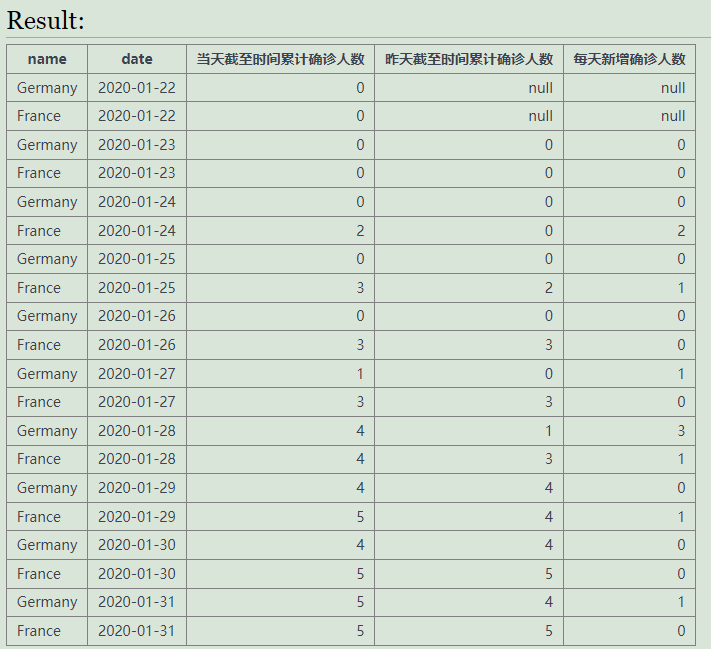 Result:
name date 当天截至时间累计确诊人数 昨天截至时间累计确诊人数 每天新增确诊人数
Germany 2020-01-22 0 null null
France 2020-01-22 0 null null
Germany 2020-01-23 0 0 0
France 2020-01-23 0 0 0
Germany 2020-01-24 0 0 0
France 2020-01-24 2 0 2
Germany 2020-01-25 0 0 0
France 2020-01-25 3 2 1
Germany 2020-01-26 0 0 0
France 2020-01-26 3 3 0
Germany 2020-01-27 1 0 1
France 2020-01-27 3 3 0
Germany 2020-01-28 4 1 3
France 2020-01-28 4 3 1
Germany 2020-01-29 4 4 0
France 2020-01-29 5 4 1
Germany 2020-01-30 4 4 0
France 2020-01-30 5 5 0
Germany 2020-01-31 5 4 1
France 2020-01-31 5 5 0